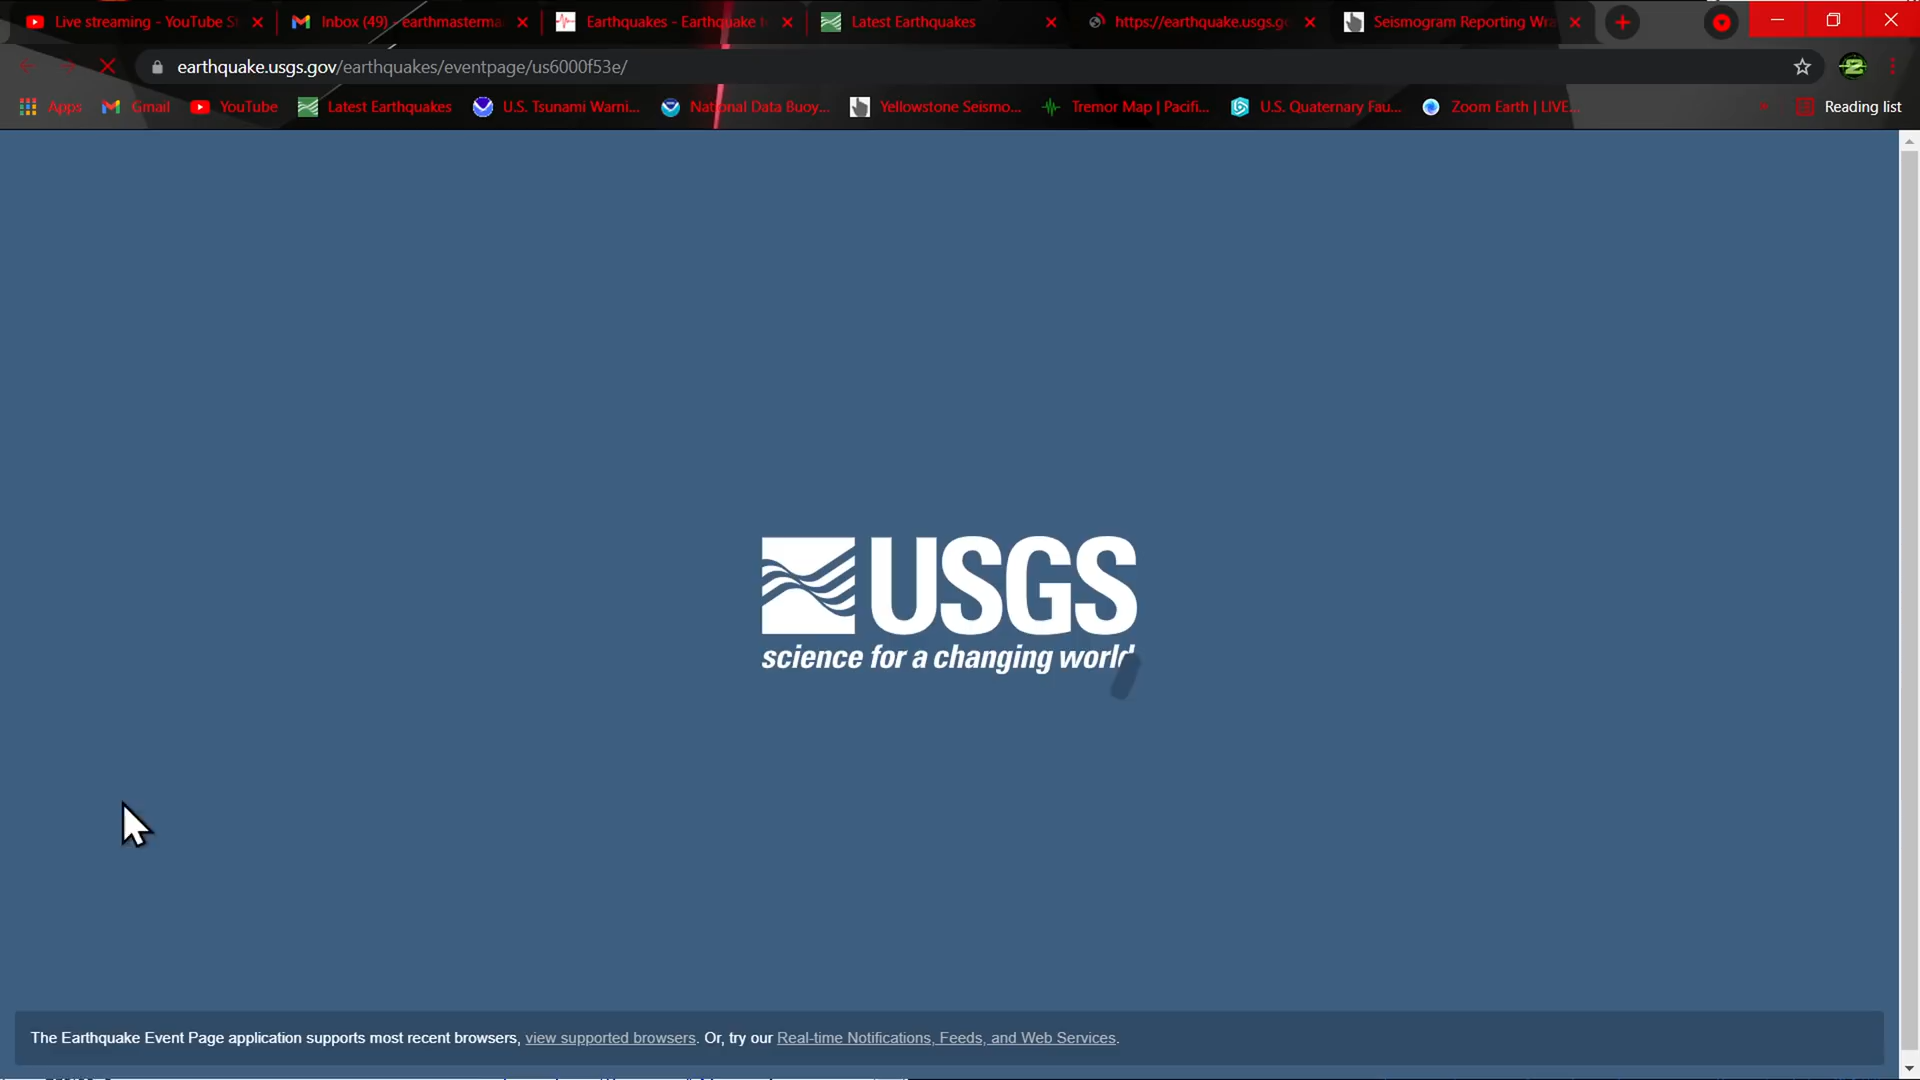 Live streaming - YouTube S
Inbox (49) - earthmasterma
Earthquakes - Earthquake t
Latest Earthquakes
https://earthquake.usgs.g
Seismogram Reporting Wra
earthquake.usgs.gov/earthquakes/eventpage/us6000f53e/
Apps
Gmail
YouTube
Latest Earthquakes
U.S. Tsunami Warni...
National Data Buoy...
Yellowstone Seismo...
Tremor Map | Pacifi...
U.S. Quaternary Fau...
Zoom Earth | LIVE...
Reading list
USGS
science for a changing world
The Earthquake Event Page application supports most recent browsers, view supported browsers. Or, try our Real-time Notifications, Feeds, and Web Services.